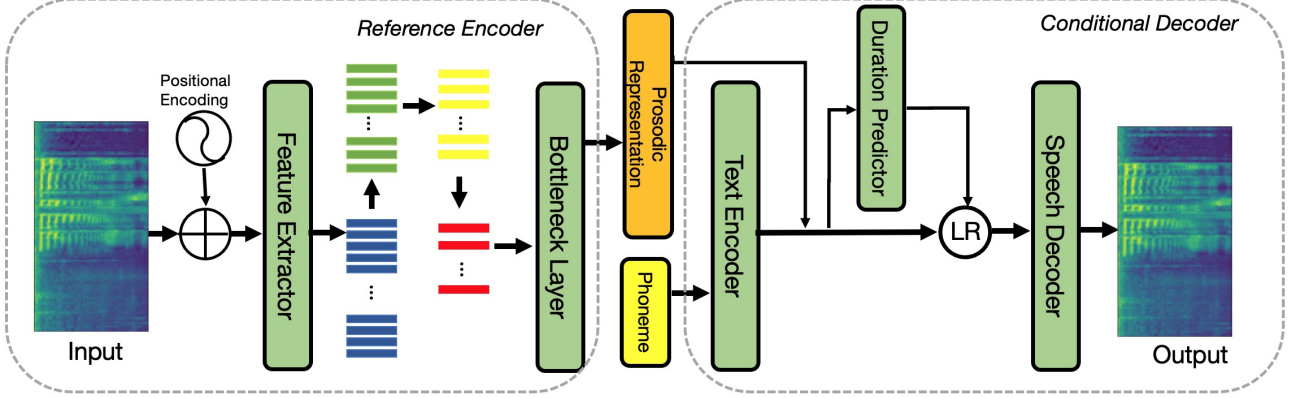 Reference Encoder
Positional
Encoding
Input
Feature Extractor
...
...
...
...
Bottleneck Layer
Prosodic
Representation
Phoneme
Conditional Decoder
Text Encoder
Duration Predictor
LR
Speech Decoder
Output